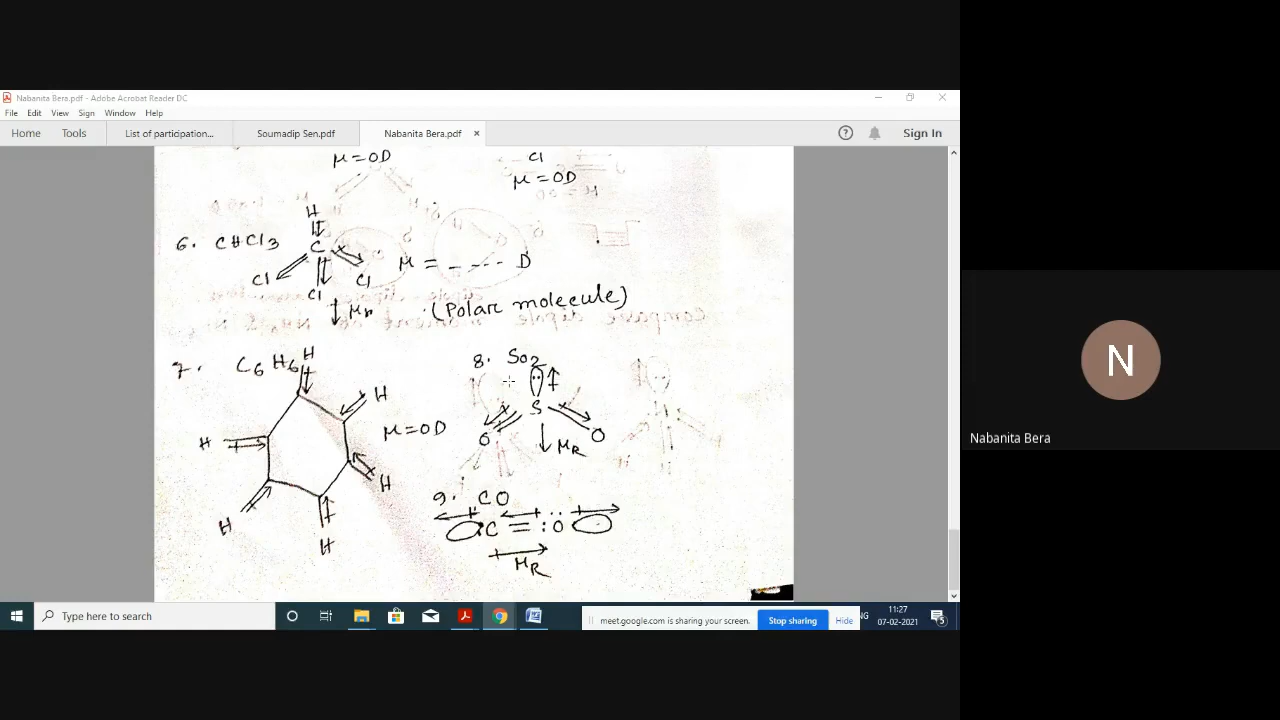 Nabanita Bera.pdf - Adobe Acrobat Reader DC
File Edit View Sign Window Help
Home Tools List of participation... Soumadip Sen.pdf Nabanita Bera.pdf × Sign In
μ = 0D
Cl
μ = 0D
6. CHCl3
H
C
Cl Cl
Cl
μ = - - - - - D
μr
(Polar molecule)
7. C6H6
H
H
H
H
H
H
μ = 0D
8. SO2
S
O O
μR
9. CO
C = : O
μR
Type here to search
meet.google.com is sharing your screen.
Stop sharing
Hide
11:27
07-02-2021
5
N
Nabanita Bera